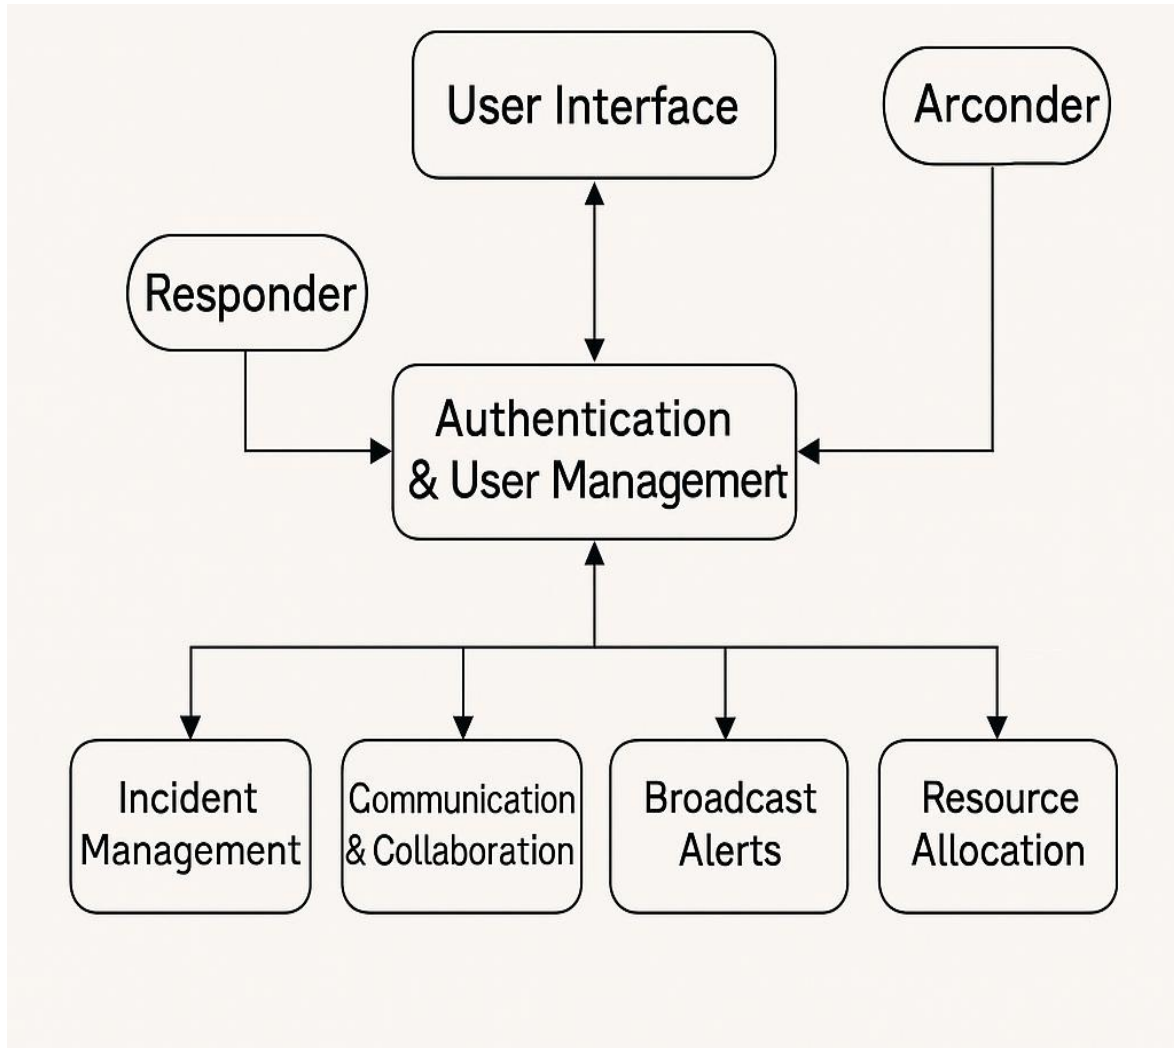 User Interface
Arconder
Responder
Authentication
& User Managemert
Incident
Management
Communication
& Collaboration
Broadcast
Alerts
Resource
Allocation